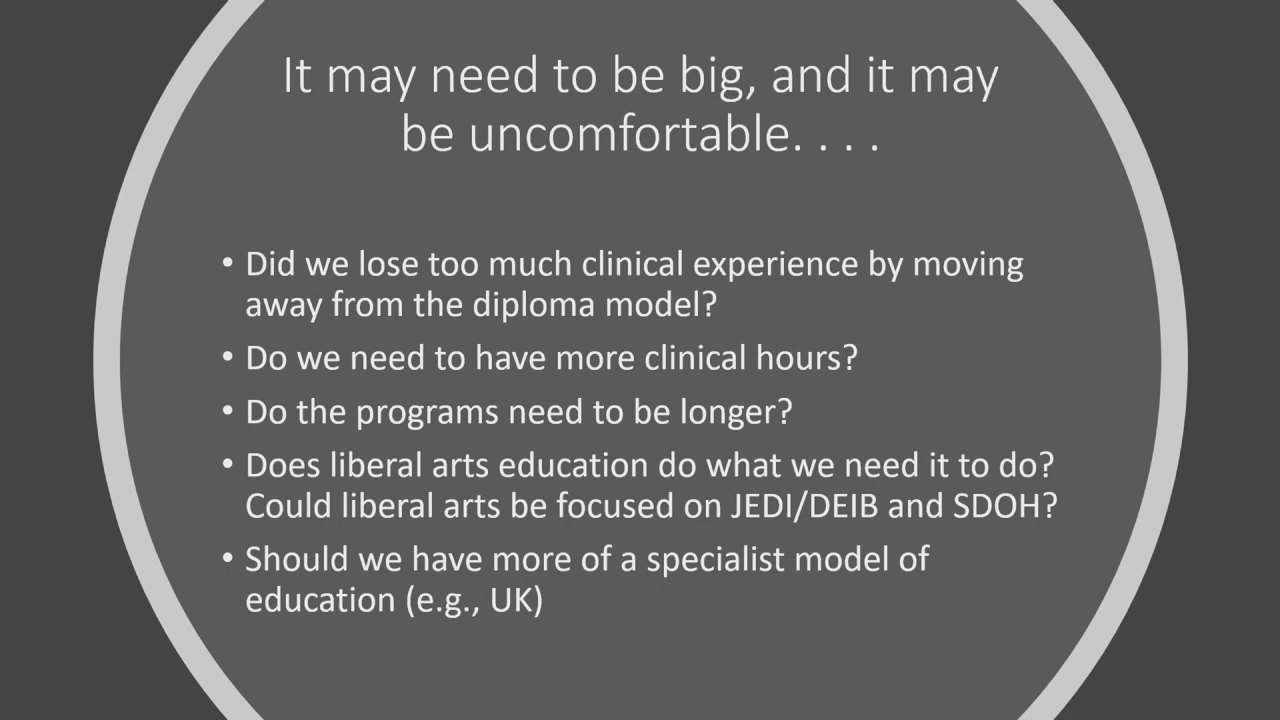 It may need to be big, and it may
be uncomfortable. . . .
• Did we lose too much clinical experience by moving
away from the diploma model?
• Do we need to have more clinical hours?
• Do the programs need to be longer?
• Does liberal arts education do what we need it to do?
Could liberal arts be focused on JEDI/DEIB and SDOH?
• Should we have more of a specialist model of
education (e.g., UK)